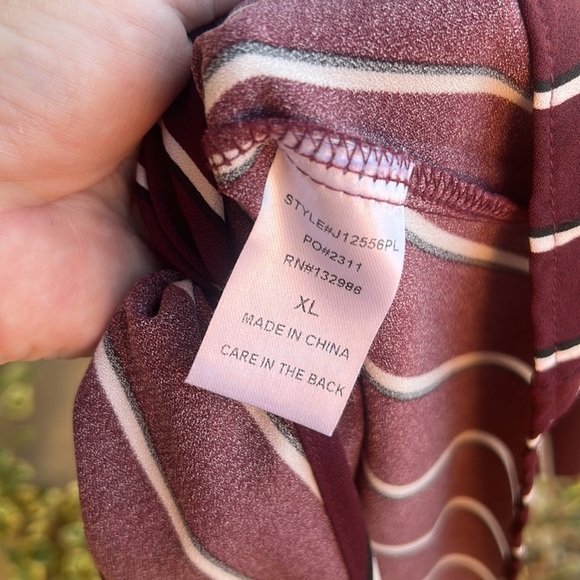 STYLE#J12556PL
PO#2311
RN#132986
XL
MADE IN CHINA
CARE IN THE BACK